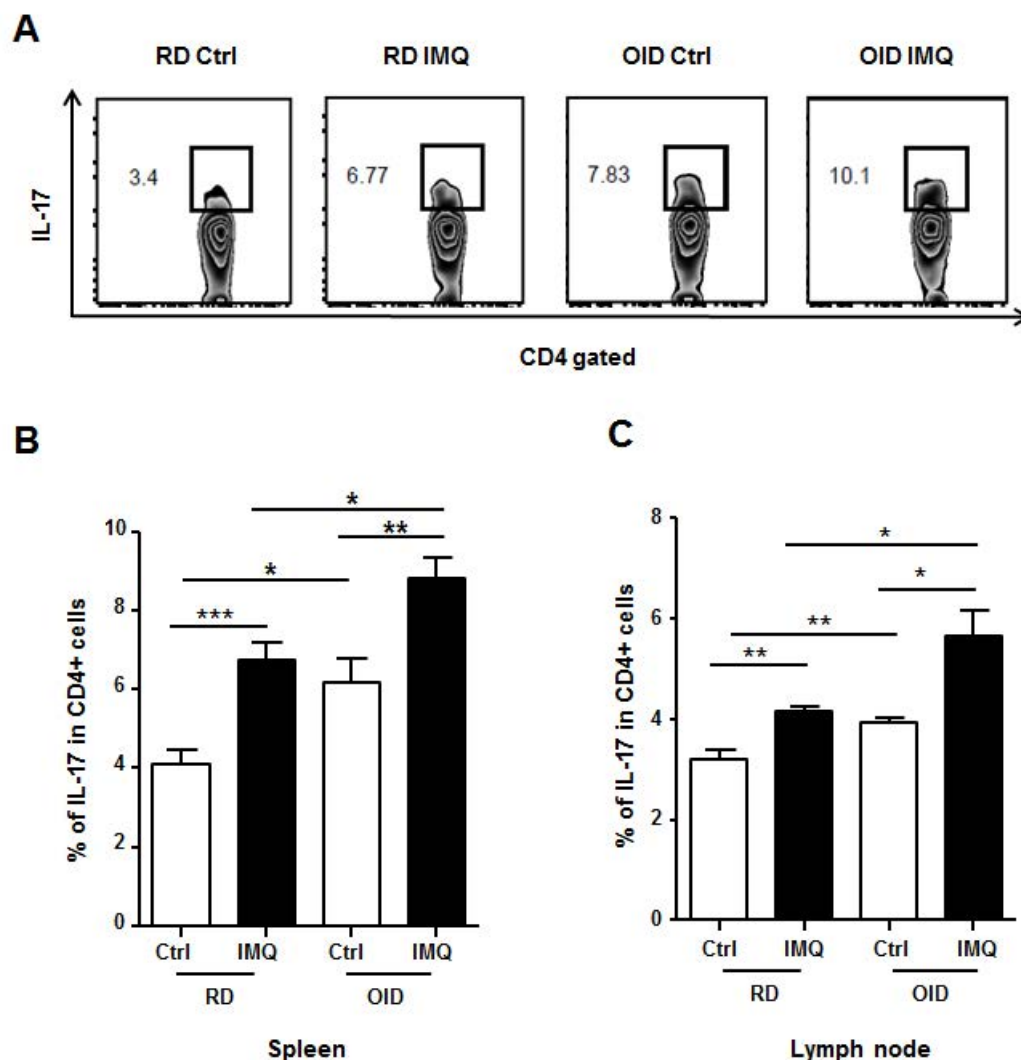 A
RD Ctrl RD IMQ OID Ctrl OID IMQ
IL-17
3.4 6.77 7.83 10.1
CD4 gated
B
% of IL-17 in CD4+ cells
10
8
6
4
2
0
*
**
*
***
Ctrl IMQ Ctrl IMQ
RD OID
Spleen
C
% of IL-17 in CD4+ cells
8
6
4
2
0
*
*
**
**
Ctrl IMQ Ctrl IMQ
RD OID
Lymph node